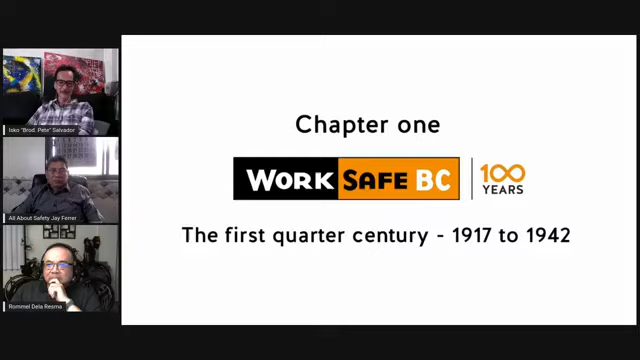 Isko "Brod. Pete" Salvador
All About Safety Jay Ferrer
Rommel Dela Resma
Chapter one
WORK SAFE BC
100 YEARS
The first quarter century - 1917 to 1942